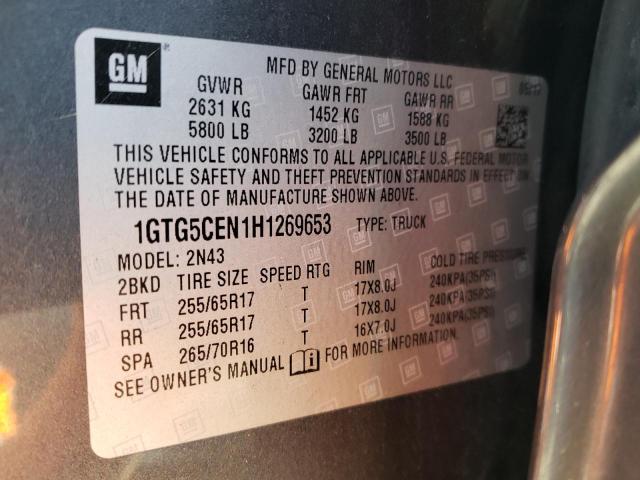 GM
MFD BY GENERAL MOTORS LLC
GVWR GAWR FRT GAWR RR
2631 KG 1452 KG 1588 KG
5800 LB 3200 LB 3500 LB
THIS VEHICLE CONFORMS TO ALL APPLICABLE U.S. FEDERAL MOTOR
VEHICLE SAFETY AND THEFT PREVENTION STANDARDS IN EFFECT ON
THE DATE OF MANUFACTURE SHOWN ABOVE.
1GTG5CEN1H1269653 TYPE: TRUCK
MODEL: 2N43
2BKD TIRE SIZE SPEED RTG RIM COLD TIRE PRESSURE
FRT 255/65R17 T 17X8.0J 240KPA(35PSI)
RR 255/65R17 T 17X8.0J 240KPA(35PSI)
SPA 265/70R16 T 16X7.0J 240KPA(35PSI)
SEE OWNER'S MANUAL FOR MORE INFORMATION.